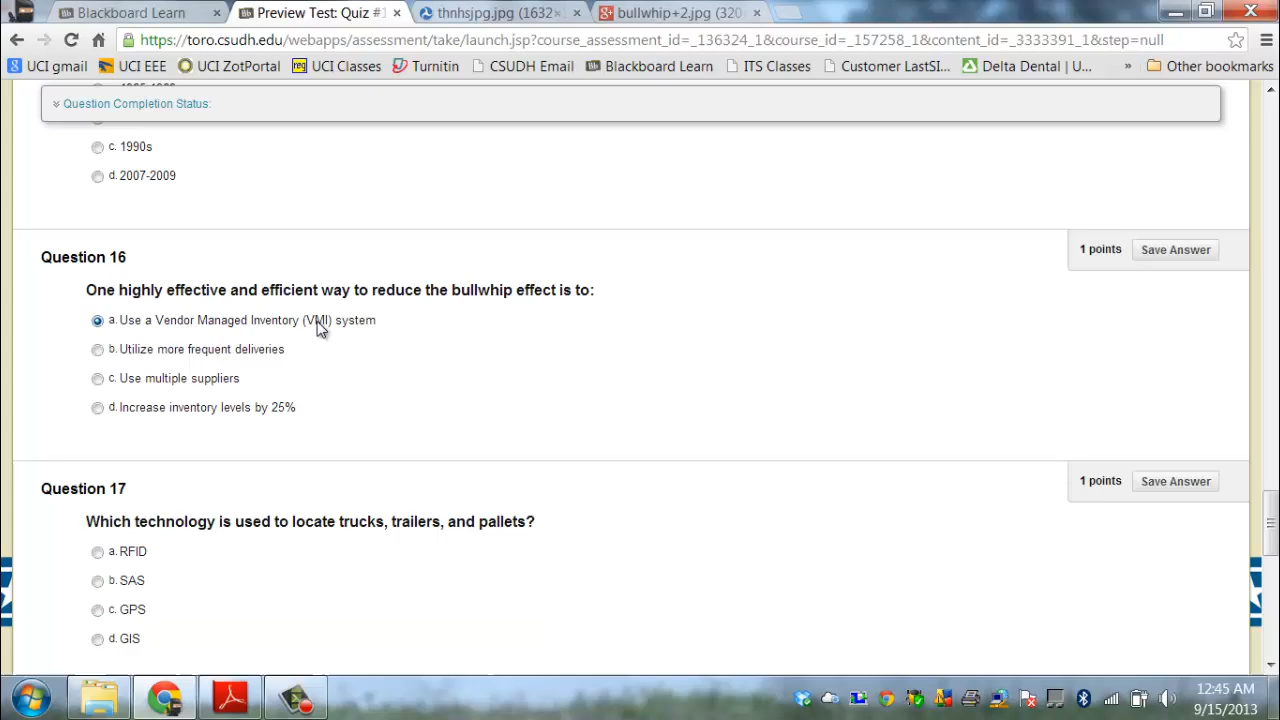 Blackboard Learn
Preview Test: Quiz #1
thnhsjpg.jpg (1632×
bullwhip+2.jpg (320
https://toro.csudh.edu/webapps/assessment/take/launch.jsp?course_assessment_id=_136324_1&course_id=_157258_1&content_id=_3333391_1&step=null
UCI gmail
UCI EEE
UCI ZotPortal
UCI Classes
Turnitin
CSUDH Email
Blackboard Learn
ITS Classes
Customer LastSI...
Delta Dental | U...
» Other bookmarks
Question Completion Status:
c. 1990s
d. 2007-2009
Question 16
1 points
Save Answer
One highly effective and efficient way to reduce the bullwhip effect is to:
a. Use a Vendor Managed Inventory (VMI) system
b. Utilize more frequent deliveries
c. Use multiple suppliers
d. Increase inventory levels by 25%
Question 17
1 points
Save Answer
Which technology is used to locate trucks, trailers, and pallets?
a. RFID
b. SAS
c. GPS
d. GIS
12:45 AM
9/15/2013